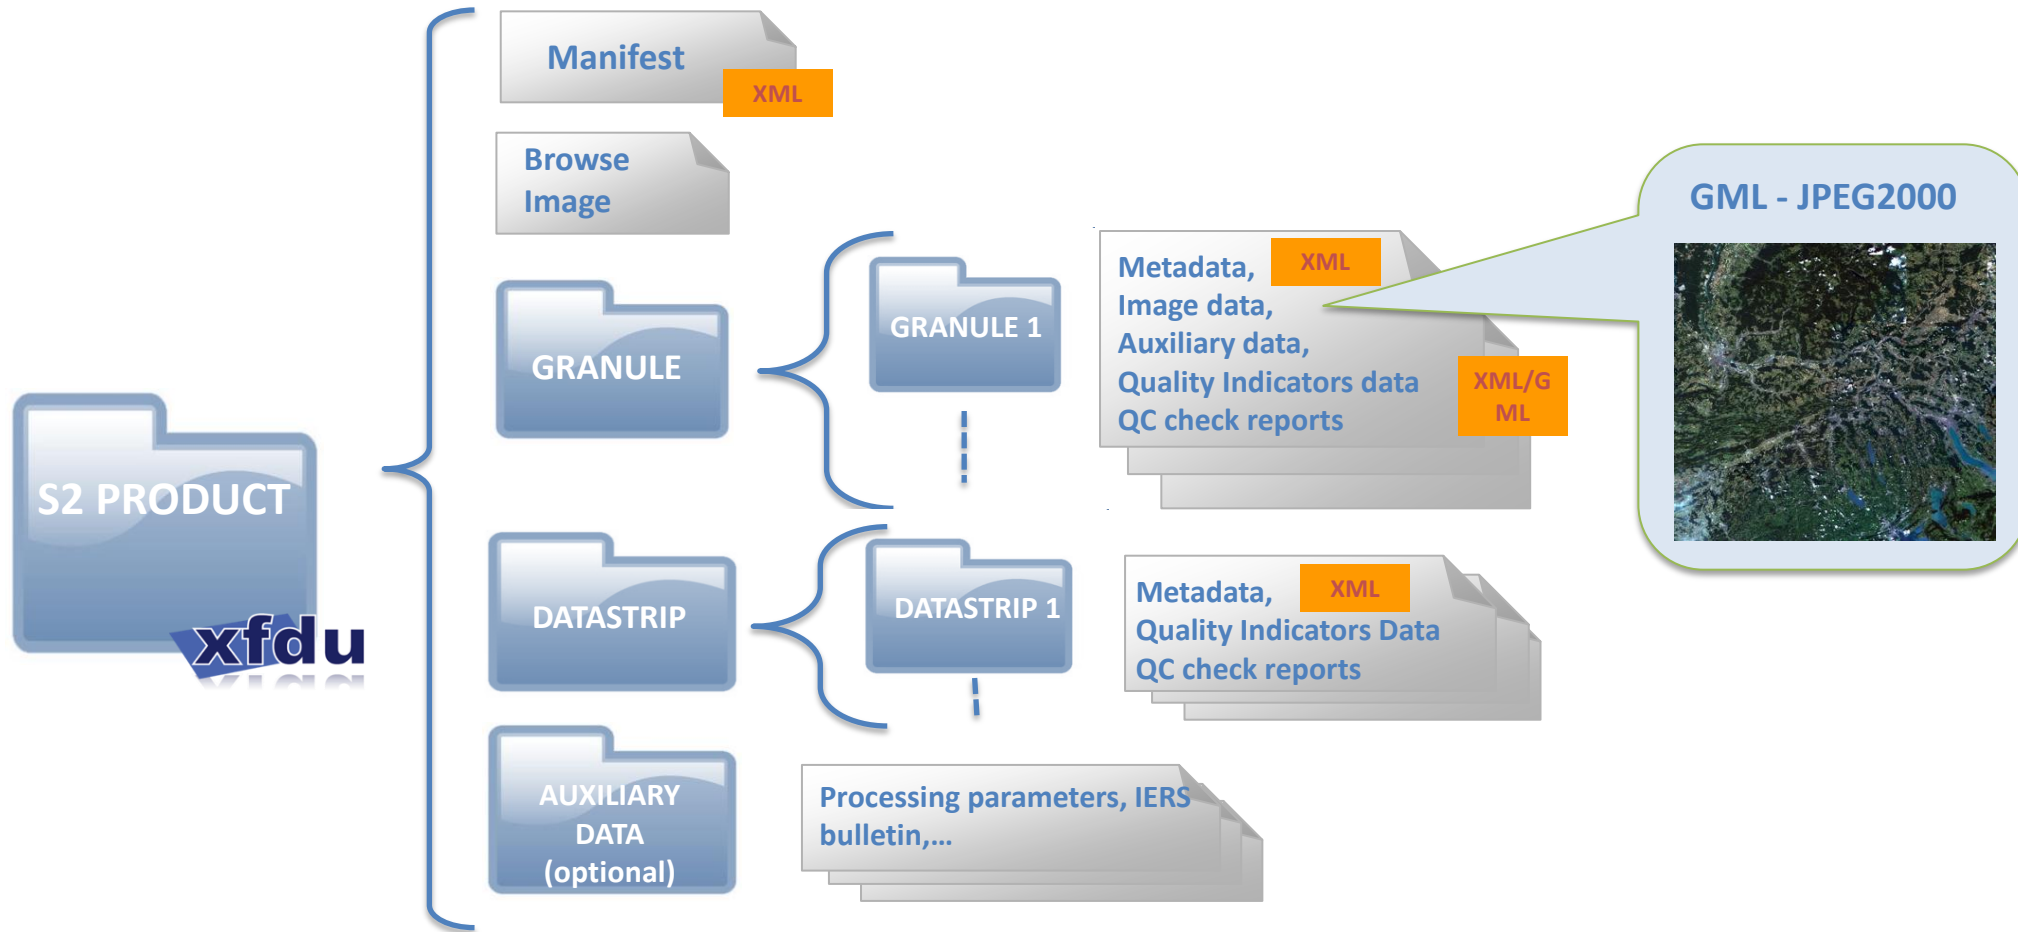 Manifest
XML
Browse
Image
GML - JPEG2000
GRANULE
GRANULE 1
Metadata,
XML
Image data,
Auxiliary data,
Quality Indicators data
QC check reports
XML/G
ML
S2 PRODUCT
xfdu
DATASTRIP
DATASTRIP 1
Metadata,
XML
Quality Indicators Data
QC check reports
AUXILIARY
DATA
(optional)
Processing parameters, IERS
bulletin,...